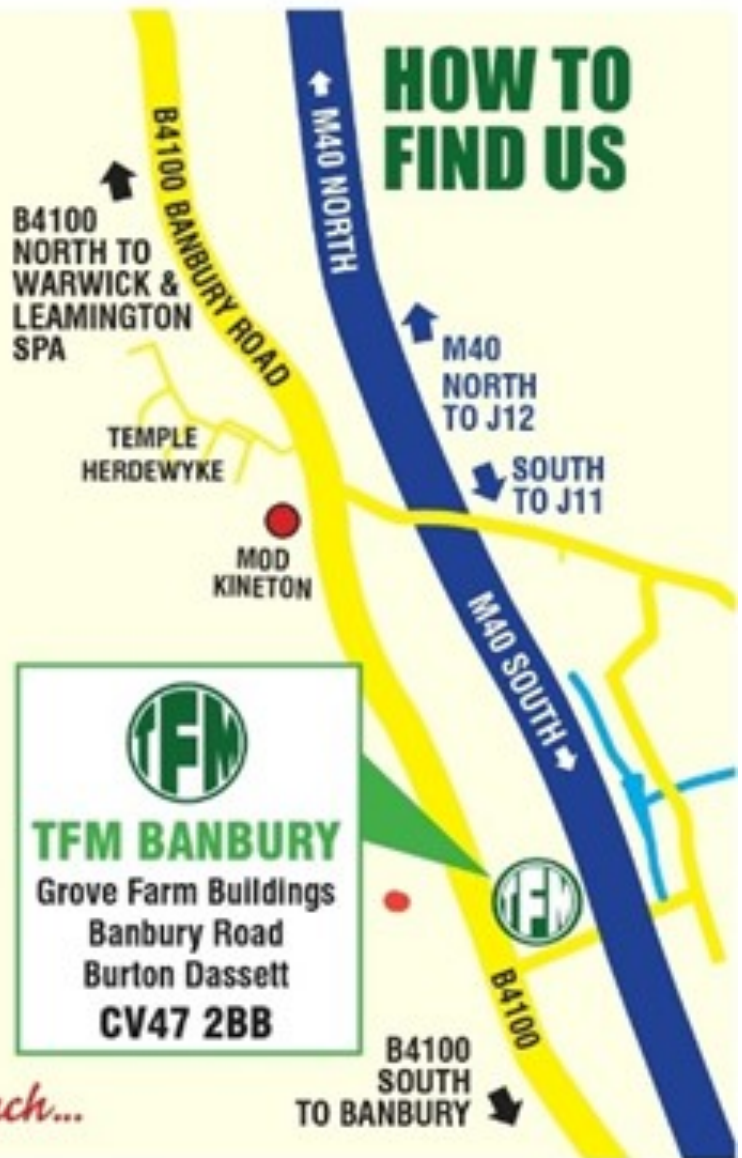 HOW TO
FIND US
M40 NORTH
B4100 BANBURY ROAD
B4100
NORTH TO
WARWICK &
LEAMINGTON
SPA
M40
NORTH
TO J12
TEMPLE
HERDEWYKE
SOUTH
TO J11
MOD
KINETON
M40 SOUTH
TFM
TFM BANBURY
Grove Farm Buildings
Banbury Road
Burton Dassett
CV47 2BB
TFM
B4100
B4100
SOUTH
TO BANBURY